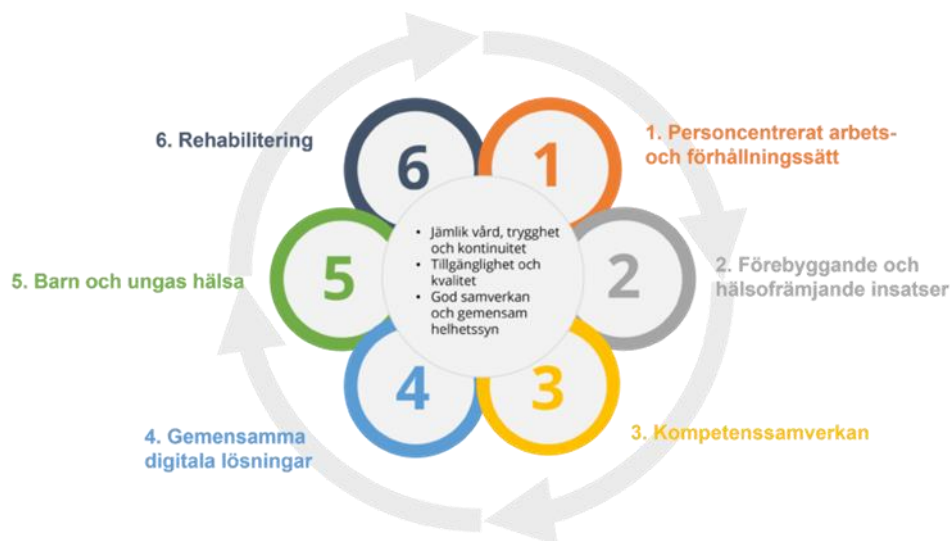 6. Rehabilitering
1. Personcentrerat arbets-
och förhållningssätt
6
1
5. Barn och ungas hälsa
5
• Jämlik vård, trygghet
och kontinuitet
• Tillgänglighet och
kvalitet
• God samverkan
och gemensam
helhetssyn
2
2. Förebyggande och
hälsofrämjande insatser
4
3
4. Gemensamma
digitala lösningar
3. Kompetenssamverkan